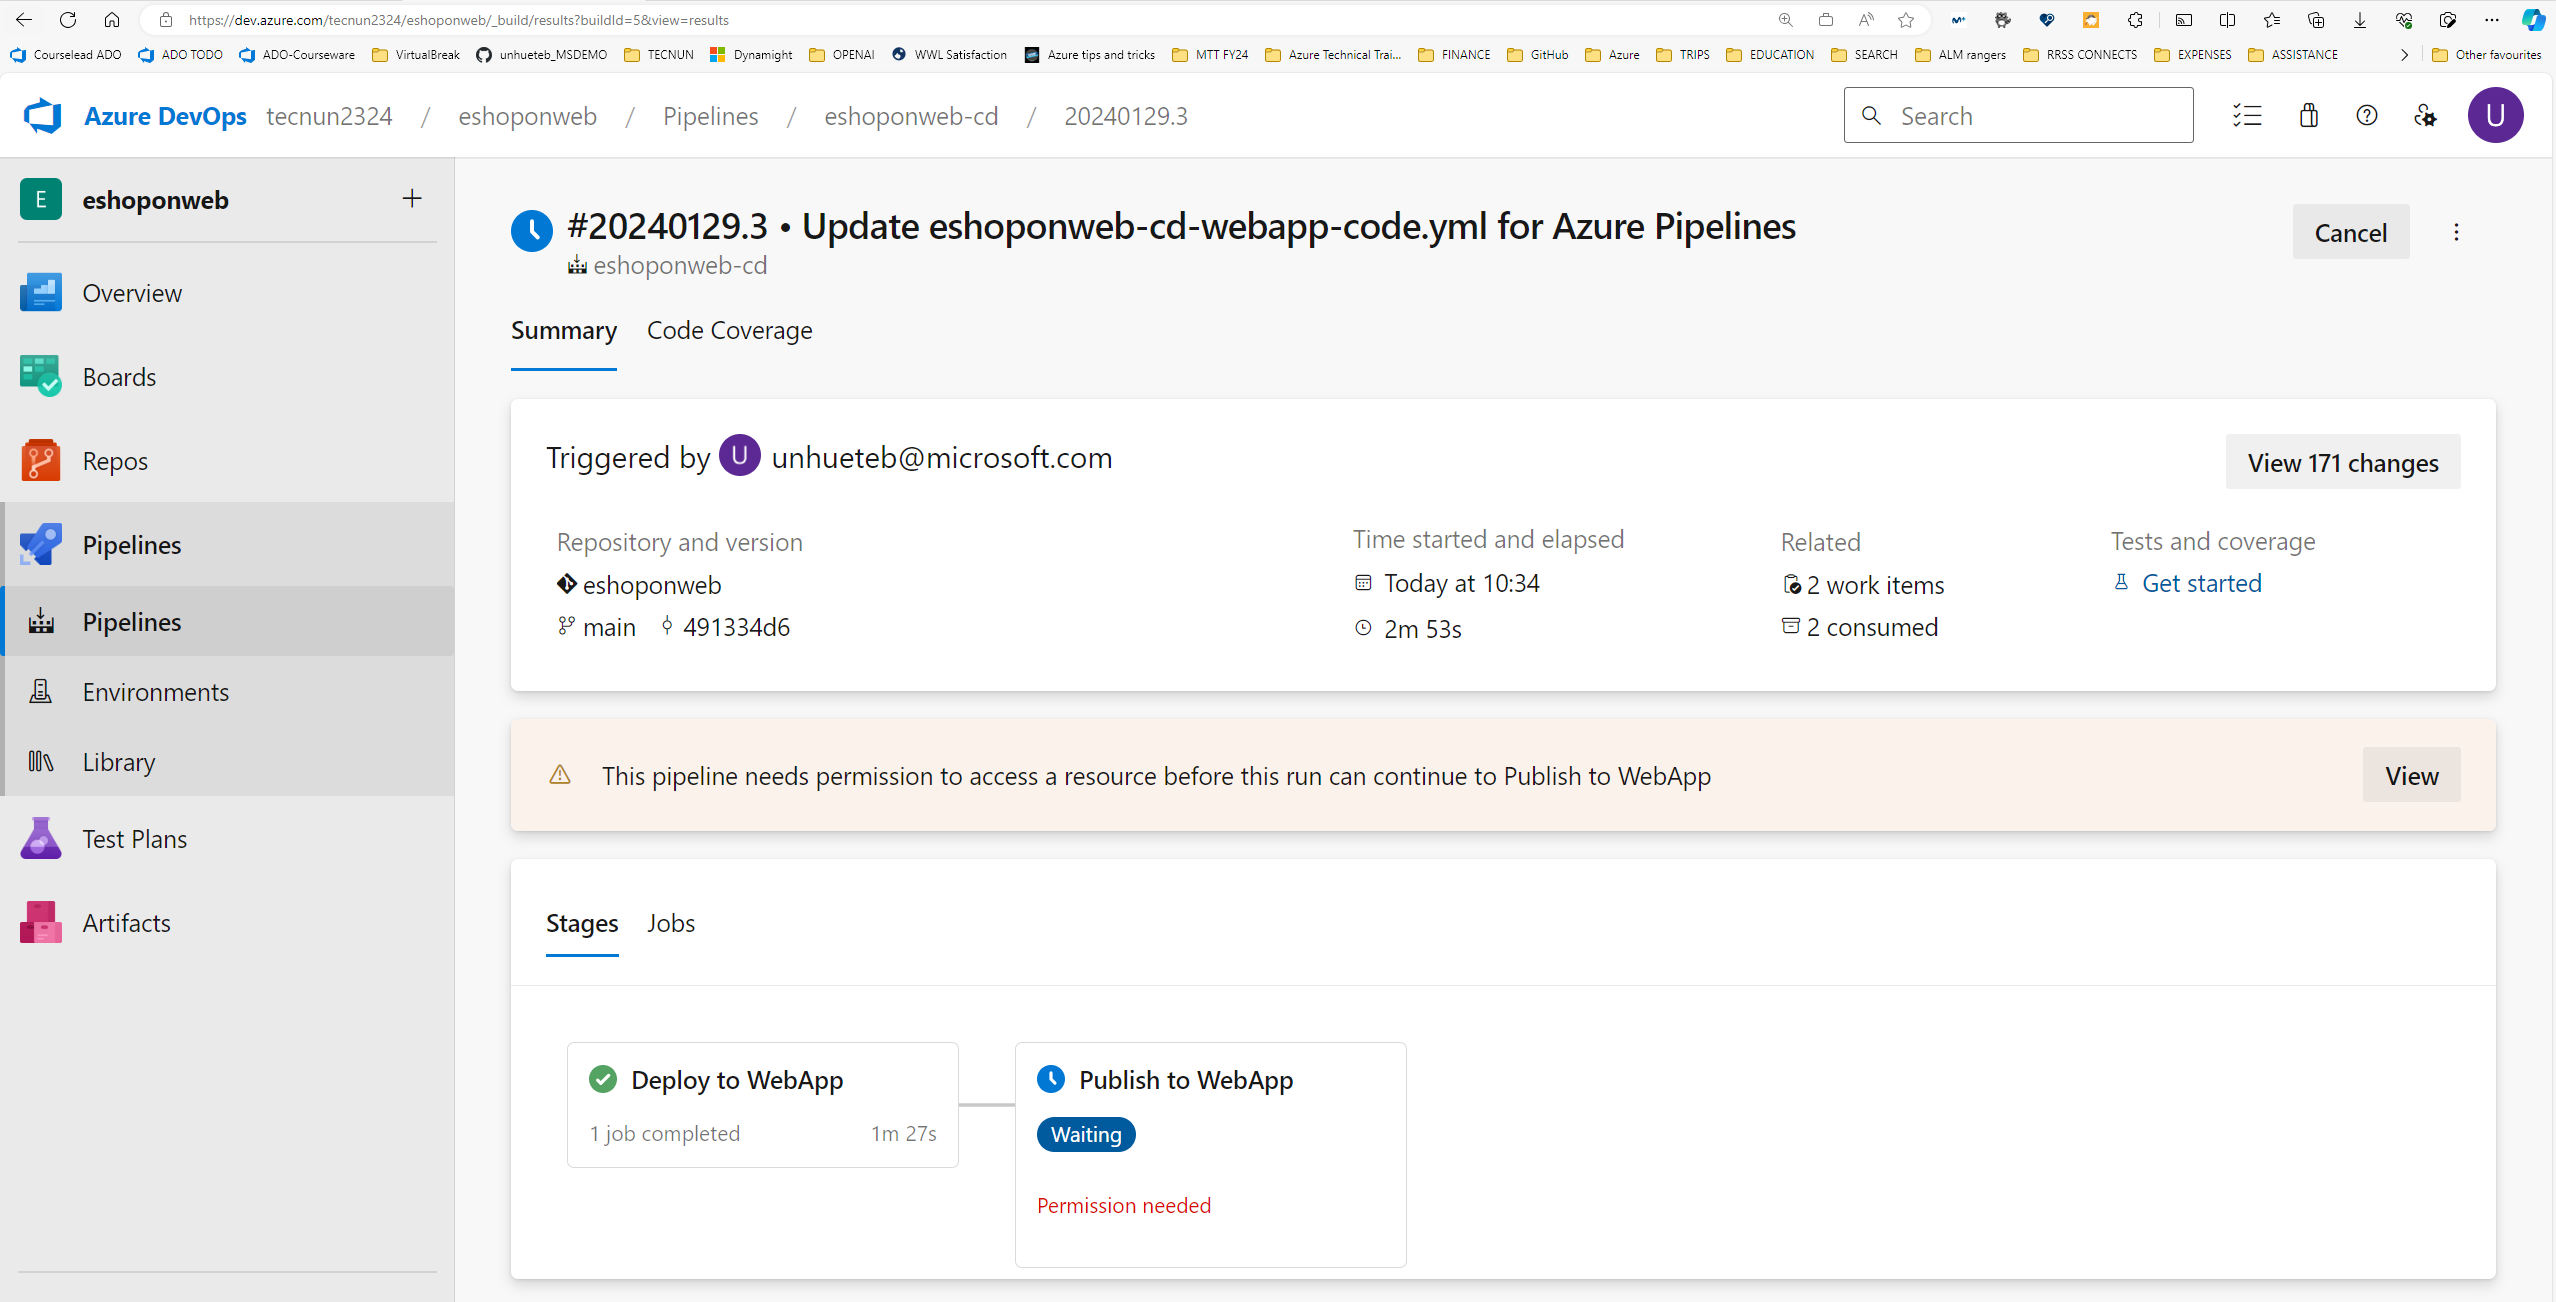 https://dev.azure.com/tecnun2324/eshoponweb/_build/results?buildId=5&view=results
Courselead ADO ADO TODO ADO-Courseware VirtualBreak unhueteb_MSDEMO TECNUN Dynamight OPENAI WWL Satisfaction Azure tips and tricks MTT FY24 Azure Technical Trai... FINANCE GitHub Azure TRIPS EDUCATION SEARCH ALM rangers RRSS CONNECTS EXPENSES ASSISTANCE Other favourites
Azure DevOps tecnun2324 / eshoponweb / Pipelines / eshoponweb-cd / 20240129.3 Search U
E eshoponweb +
Overview
Boards
Repos
Pipelines
Pipelines
Environments
Library
Test Plans
Artifacts
#20240129.3 • Update eshoponweb-cd-webapp-code.yml for Azure Pipelines
eshoponweb-cd
Cancel
Summary Code Coverage
Triggered by U unhueteb@microsoft.com
View 171 changes
Repository and version
eshoponweb
main 491334d6
Time started and elapsed
Today at 10:34
2m 53s
Related
2 work items
2 consumed
Tests and coverage
Get started
This pipeline needs permission to access a resource before this run can continue to Publish to WebApp
View
Stages Jobs
Deploy to WebApp
1 job completed 1m 27s
Publish to WebApp
Waiting
Permission needed